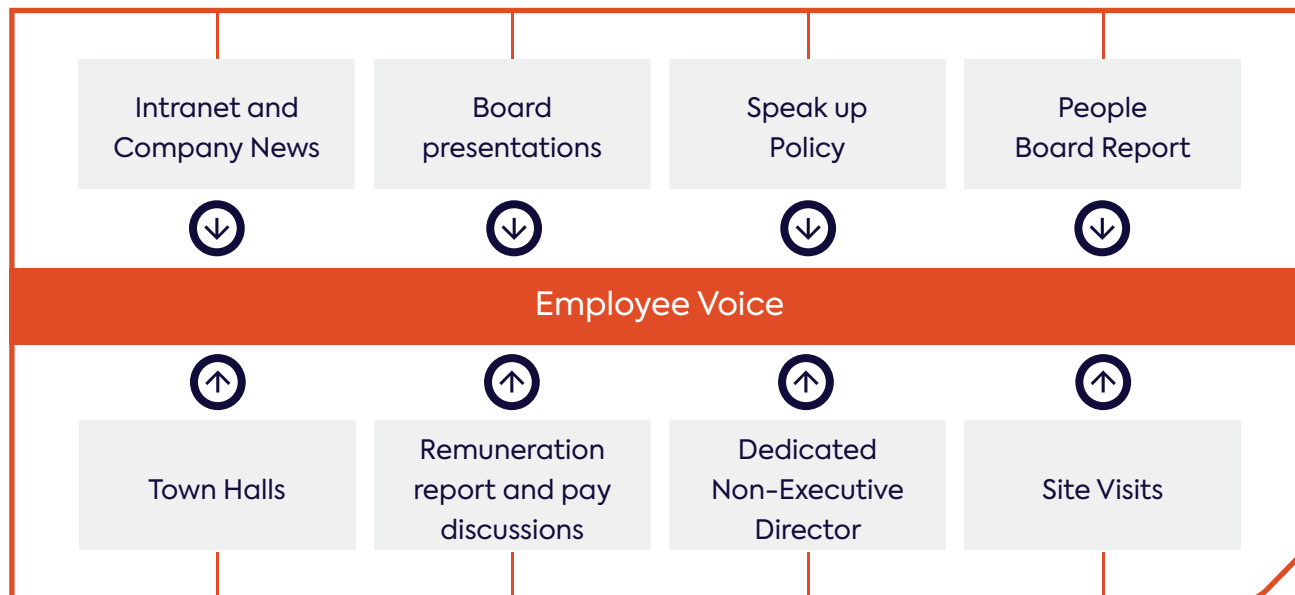 Intranet and
Company News
Board
presentations
Speak up
Policy
People
Board Report
Employee Voice
Town Halls
Remuneration
report and pay
discussions
Dedicated
Non-Executive
Director
Site Visits